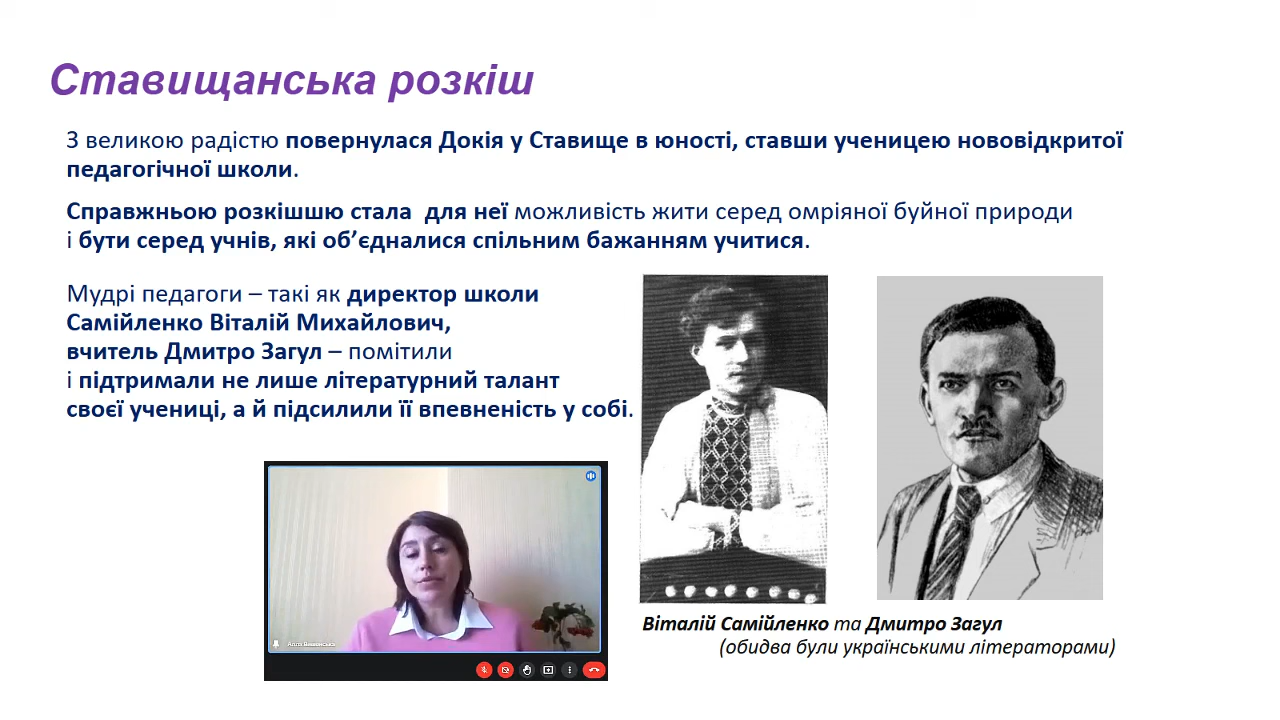 Ставищанська розкіш
З великою радістю повернулася Докія у Ставище в юності, ставши ученицею нововідкритої
педагогічної школи.
Справжньою розкішшю стала для неї можливість жити серед омріяної буйної природи
і бути серед учнів, які об’єдналися спільним бажанням учитися.
Мудрі педагоги – такі як директор школи
Самійленко Віталій Михайлович,
вчитель Дмитро Загул – помітили
і підтримали не лише літературний талант
своєї учениці, а й підсилили її впевненість у собі.
Віталій Самійленко та Дмитро Загул
(обидва були українськими літераторами)